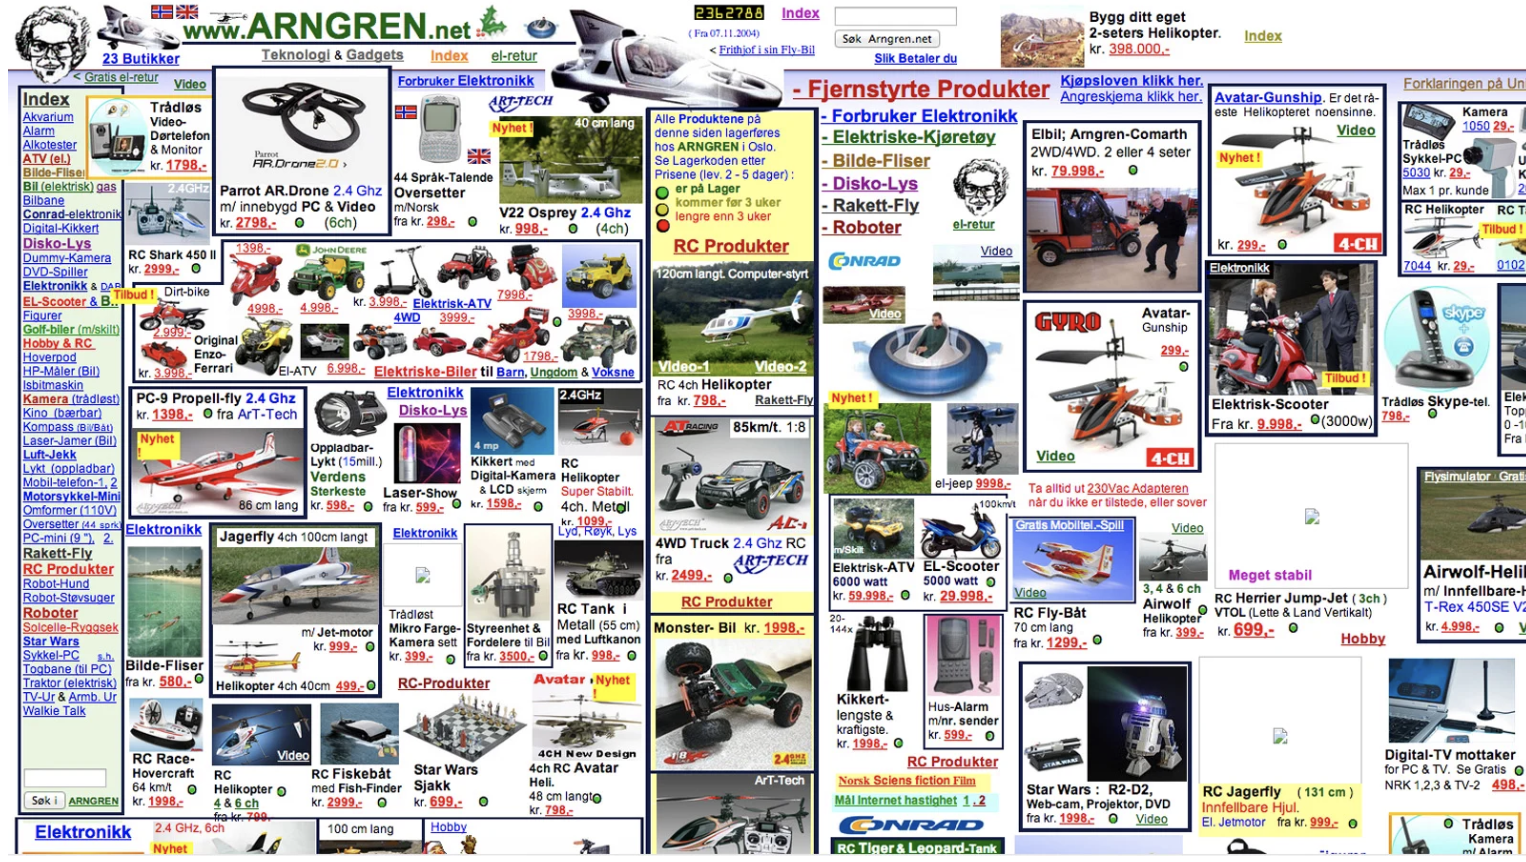 www.ARNGREN.net
23 Butikker
Teknologi & Gadgets
Index
el-retur
2362788
( Fra 07.11.2004)
< Frithjof i sin Fly-Bil
Index
Søk Arngren.net
Slik Betaler du
Bygg ditt eget
2-seters Helikopter.
kr. 398.000,-
Index
< Gratis el-retur
Video
Index
Akvarium
Alarm
Alkotester
ATV (el.)
Bilde-Fliser
Bil (elektrisk) gass
Bilbane
Conrad-elektronik
Digital-Kikkert
Disko-Lys
Dummy-Kamera
DVD-Spiller
Elektronikk & DAB
EL-Scooter &
Figurer
Golf-biler (m/skilt)
Hobby & RC
Hoverpod
HP-Måler (Bil)
Isbitmaskin
Kamera (trådløst)
Kino (bærbar)
Kompass (Bil/Båt)
Laser-Jamer (Bil)
Luft-Jekk
Lykt (oppladbar)
Mobil-telefon-1, 2
Motorsykkel-Mini
Omformer (110V)
Oversetter (44 sprk)
PC-mini (9 "), 2.
Rakett-Fly
RC Produkter
Robot-Hund
Robot-Støvsuger
Roboter
Solcelle-Ryggsek
Star Wars
Sykkel-PC s.h.
Togbane (til PC)
Traktor (elektrisk)
TV-Ur & Armb. Ur
Walkie Talk
Søk i ARNGREN
Trådløs
Video-
Dørtelefon
& Monitor
kr. 1798,-
Parrot
AR.Drone2.0
Parrot AR.Drone 2.4 Ghz
m/ innebygd PC & Video
kr. 2798,- (6ch)
Forbruker Elektronikk
ART-TECH
44 Språk-Talende
Oversetter
m/Norsk
fra kr. 298,-
Nyhet !
40 cm lang
V22 Osprey 2.4 Ghz
kr. 998,- (4ch)
2.4GHz
RC Shark 450 II
kr. 2999,-
Tilbud !
Dirt-bike
2.999,-
Original
Enzo-
Ferrari
kr. 3.998,-
1398,-
JOHN DEERE
4998,-
4.998,-
kr. 3.998,-
Elektrisk-ATV
4WD
3999,-
7998,-
3998,-
1798,-
El-ATV
6.998,-
Elektriske-Biler til Barn, Ungdom & Voksne
PC-9 Propell-fly 2.4 Ghz
kr. 1398,- fra ArT-Tech
Nyhet
!
86 cm lang
Oppladbar-
Lykt (15mill.)
Verdens
Sterkeste
kr. 598,-
Elektronikk
Disko-Lys
Laser-Show
fra kr. 599,-
4 mp
Kikkert med
Digital-Kamera
& LCD skjerm
kr. 1598,-
2.4GHz
RC
Helikopter
Super Stabilt.
4ch. Metall
kr. 1099,-
Elektronikk
Bilde-Fliser
fra kr. 580,-
Jagerfly 4ch 100cm langt
m/ Jet-motor
kr. 999,-
Helikopter 4ch 40cm 499,-
Elektronikk
Trådløst
Mikro Farge-
Kamera sett
kr. 399,-
Styreenhet &
Fordelere til Bil
fra kr. 3500,-
Lyd, Røyk, Lys
RC Tank i
Metall (55 cm)
med Luftkanon
fra kr. 998,-
RC Race-
Hovercraft
64 km/t
kr. 1998,-
Video
RC
Helikopter
4 & 6 ch
fra kr. 799.-
RC Fiskebåt
med Fish-Finder
kr. 2999,-
RC-Produkter
Star Wars
Sjakk
kr. 699,-
Avatar
Nyhet
!
4CH New Design
4ch RC Avatar
Heli.
48 cm langt
kr. 798,-
Elektronikk
2.4 GHz, 6ch
Nyhet
100 cm lang
Hobby
Alle Produktene på
denne siden lagerføres
hos ARNGREN i Oslo.
Se Lagerkoden etter
Prisene (lev. 2 - 5 dager) :
er på Lager
kommer før 3 uker
lengre enn 3 uker
RC Produkter
120cm langt. Computer-styrt
Video-1 Video-2
RC 4ch Helikopter
fra kr. 798,- Rakett-Fly
AT RACING
85km/t. 1:8
4WD Truck 2.4 Ghz RC
fra
kr. 2499,-
ART-TECH
RC Produkter
Monster- Bil kr. 1998,-
1:8
2.4GHZ
ArT-Tech
- Fjernstyrte Produkter
- Forbruker Elektronikk
- Elektriske-Kjøretøy
- Bilde-Fliser
- Disko-Lys
- Rakett-Fly
- Roboter
Kjøpsloven klikk her.
Angreskjema klikk her.
el-retur
CONRAD
Video
Video
Nyhet !
el-jeep 9998,-
m/Skilt
Elektrisk-ATV
6000 watt
kr. 59.998,-
100km/t
EL-Scooter
5000 watt
kr. 29.998,-
20-
144x
Kikkert-
lengste &
kraftigste.
kr. 1998,-
Hus-Alarm
m/nr. sender
kr. 599,-
RC Produkter
Norsk Sciens fiction Film
Mål Internet hastighet 1 , 2
CONRAD
RC Tiger & Leopard-Tank
Elbil; Arngren-Comarth
2WD/4WD. 2 eller 4 seter
kr. 79.998,-
GYRO
Avatar-
Gunship
299,-
Video
4-CH
Ta alltid ut 230Vac Adapteren
når du ikke er tilstede, eller sover
Gratis Mobiltel.-Spill
Video
RC Fly-Båt
70 cm lang
fra kr. 1299,-
Video
3, 4 & 6 ch
Airwolf
Helikopter
fra kr. 399,-
STAR WARS
Star Wars : R2-D2,
Web-cam, Projektor, DVD
fra kr. 1998,- Video
Avatar-Gunship. Er det rå-
este Helikopteret noensinne.
Video
Nyhet !
kr. 299,-
4-CH
Elektronikk
Tilbud !
Elektrisk-Scooter
Fra kr. 9.998,- (3000w)
Meget stabil
RC Herrier Jump-Jet ( 3ch )
VTOL (Lette & Land Vertikalt)
kr. 699,-
Hobby
RC Jagerfly ( 131 cm )
Innfellbare Hjul.
El. Jetmotor fra kr. 999,-
Forklaringen på Un
Kamera
1050 29,-
Trådløs
Sykkel-PC
5030 kr. 29,-
Max 1 pr. kunde
RC Helikopter
7044 kr. 29,-
Tilbud !
0102
skype
Trådløs Skype-tel.
798,-
Flysimulator Gratis
Airwolf-Heli
m/ Innfellbare-H
T-Rex 450SE V2
kr. 4.998,-
Digital-TV mottaker
for PC & TV. Se Gratis
NRK 1,2,3 & TV-2 498,-
Trådløs
Kamera
m/ Alarm